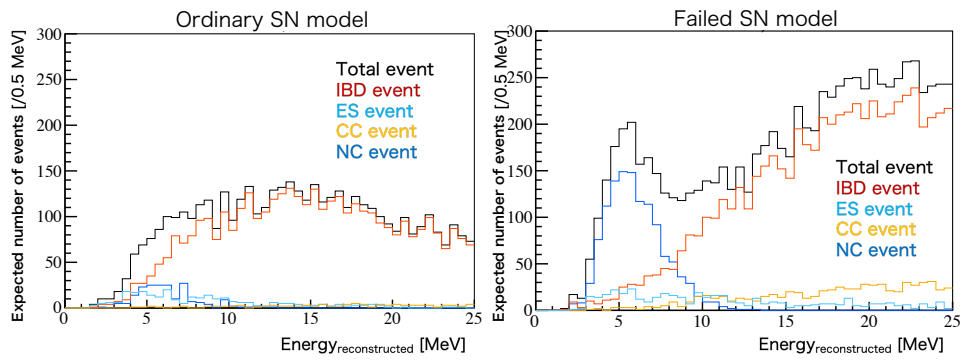 Ordinary SN model
Expected number of events [/0.5 MeV]
300
250
200
150
100
50
0
Total event
IBD event
ES event
CC event
NC event
0
5
10
15
20
25
Energyreconstructed [MeV]
Failed SN model
Expected number of events [/0.5 MeV]
300
250
200
150
100
50
0
Total event
IBD event
ES event
CC event
NC event
0
5
10
15
20
25
Energyreconstructed [MeV]